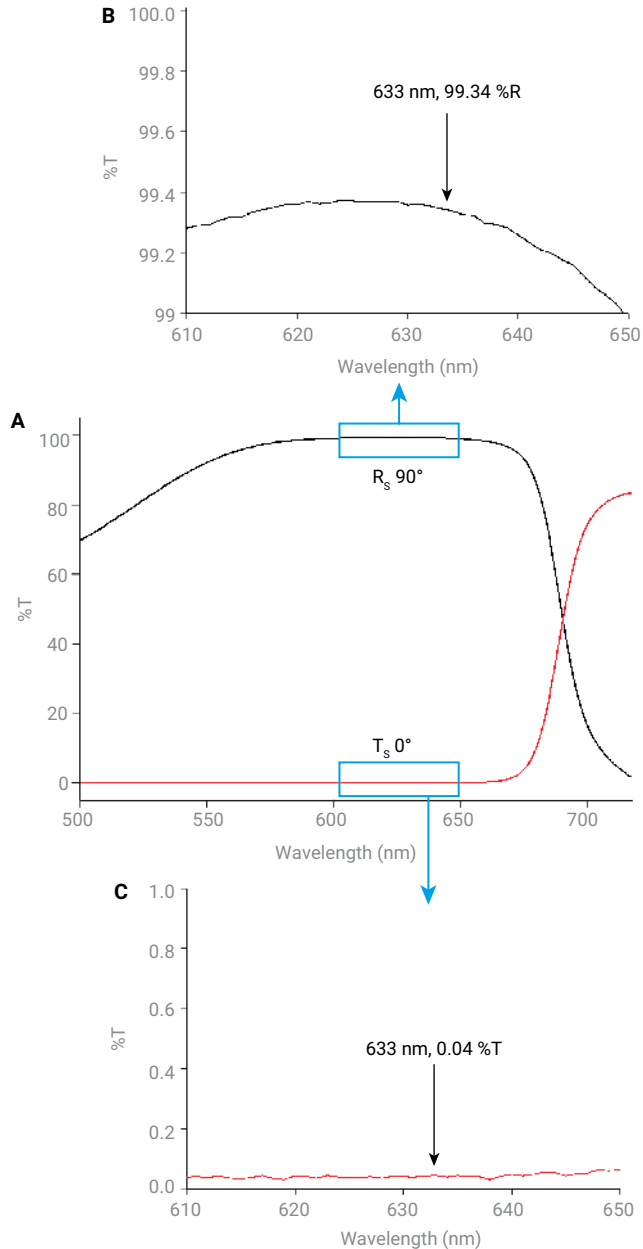 B
100.0
99.8
99.6
99.4
99.2
99
%T
633 nm, 99.34 %R
610 620 630 640 650
Wavelength (nm)
A
100
80
60
40
20
0
%T
R_S 90°
T_S 0°
500 550 600 650 700
Wavelength (nm)
C
1.0
0.8
0.6
0.4
0.2
0.0
%T
633 nm, 0.04 %T
610 620 630 640 650
Wavelength (nm)